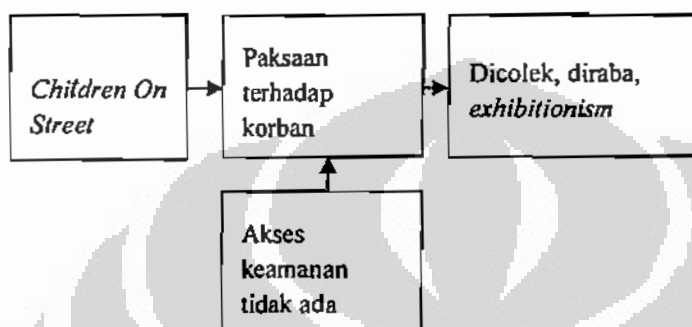 Children On
Street
Paksaan
terhadap
korban
Dicolek, diraba,
exhibitionism
Akses
keamanan
tidak ada